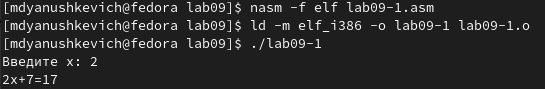 [mdyanushkevich@fedora lab09]$ nasm -f elf lab09-1.asm
[mdyanushkevich@fedora lab09]$ ld -m elf_i386 -o lab09-1 lab09-1.o
[mdyanushkevich@fedora lab09]$ ./lab09-1
Введите x: 2
2x+7=17